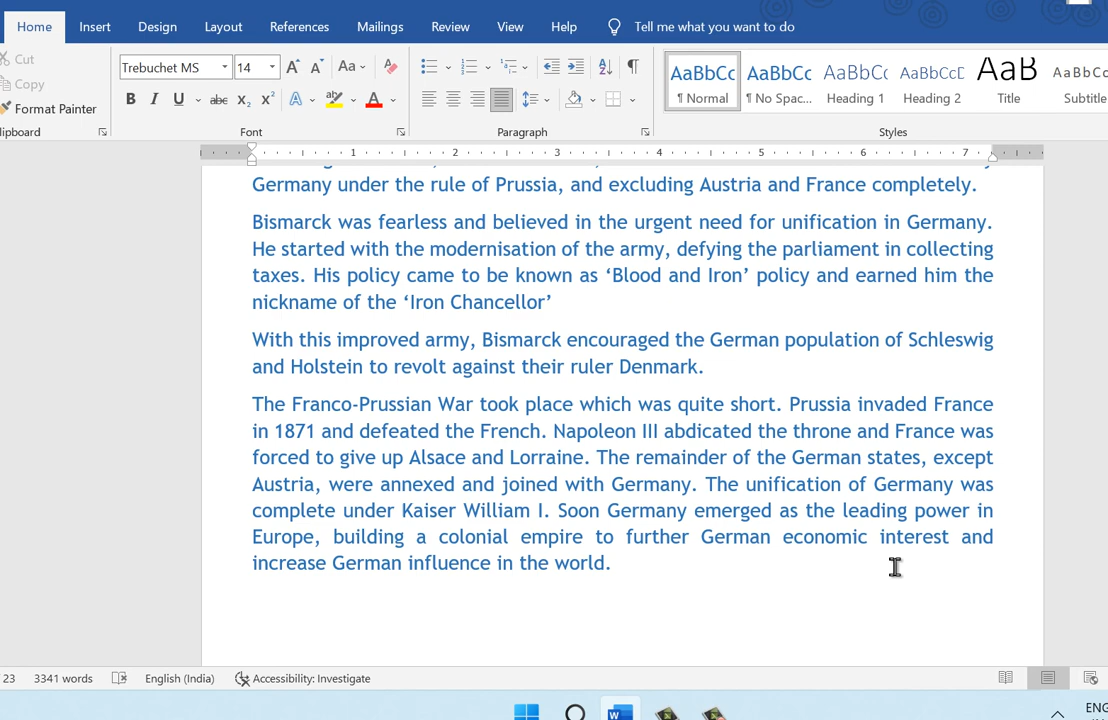 Home Insert Design Layout References Mailings Review View Help Tell me what you want to do
Cut
Copy
Format Painter
lipboard
Trebuchet MS 14
Aa
B I U abc X₂ X² A A
Font
Paragraph
AaBbCc AaBbCc AaBbCc AaBbCcD AaB AaBbCc
¶ Normal ¶ No Spac... Heading 1 Heading 2 Title Subtitle
Styles
1 2 3 4 5 6 7
Germany under the rule of Prussia, and excluding Austria and France completely.
Bismarck was fearless and believed in the urgent need for unification in Germany.
He started with the modernisation of the army, defying the parliament in collecting
taxes. His policy came to be known as ‘Blood and Iron’ policy and earned him the
nickname of the ‘Iron Chancellor’
With this improved army, Bismarck encouraged the German population of Schleswig
and Holstein to revolt against their ruler Denmark.
The Franco-Prussian War took place which was quite short. Prussia invaded France
in 1871 and defeated the French. Napoleon III abdicated the throne and France was
forced to give up Alsace and Lorraine. The remainder of the German states, except
Austria, were annexed and joined with Germany. The unification of Germany was
complete under Kaiser William I. Soon Germany emerged as the leading power in
Europe, building a colonial empire to further German economic interest and
increase German influence in the world.
23 3341 words English (India) Accessibility: Investigate
ENG